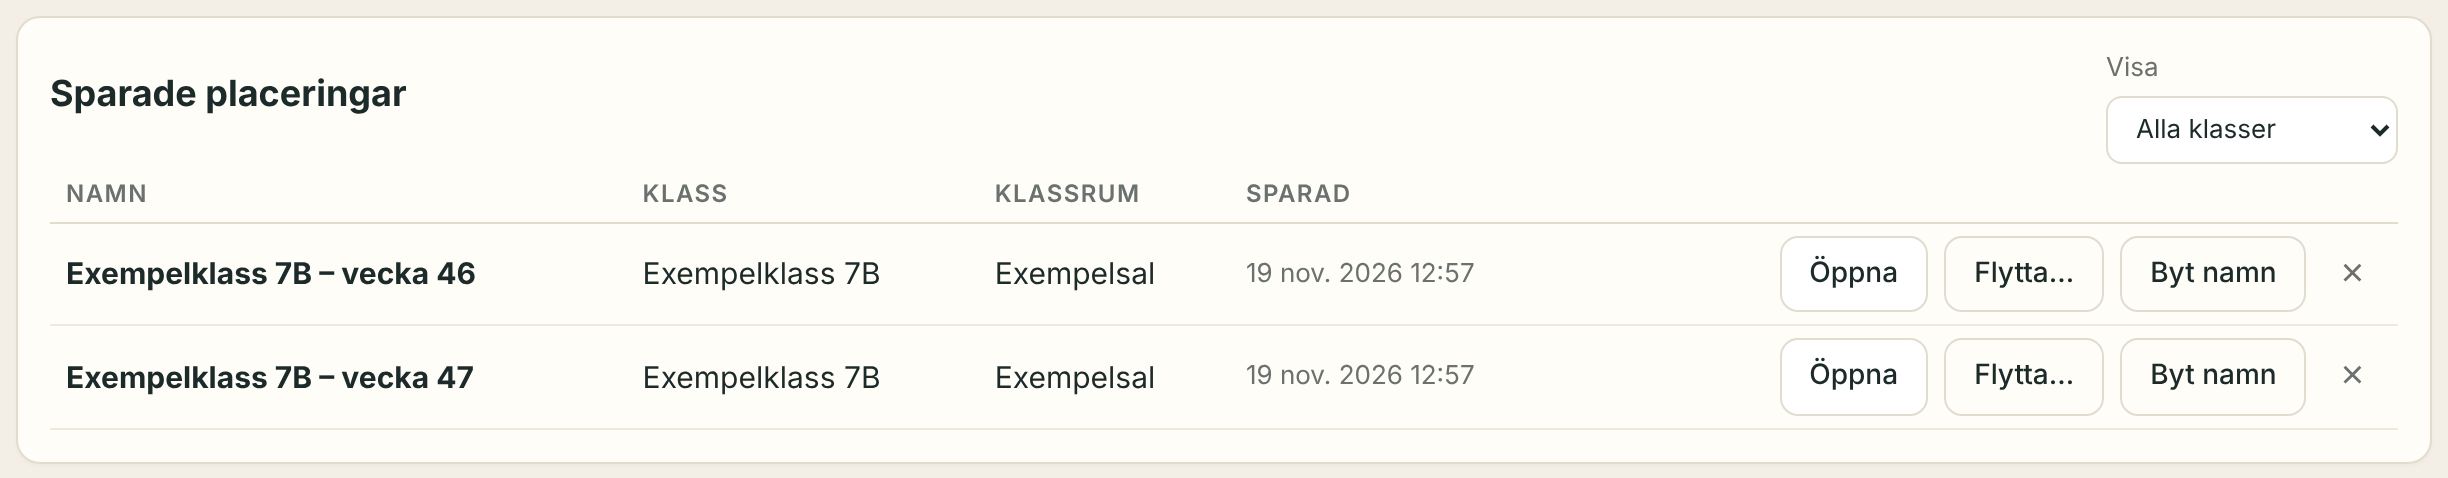 Sparade placeringar
Visa
Alla klasser
NAMN KLASS KLASSRUM SPARAD
Exempelklass 7B – vecka 46 Exempelklass 7B Exempelsal 19 nov. 2026 12:57 Öppna Flytta... Byt namn ×
Exempelklass 7B – vecka 47 Exempelklass 7B Exempelsal 19 nov. 2026 12:57 Öppna Flytta... Byt namn ×